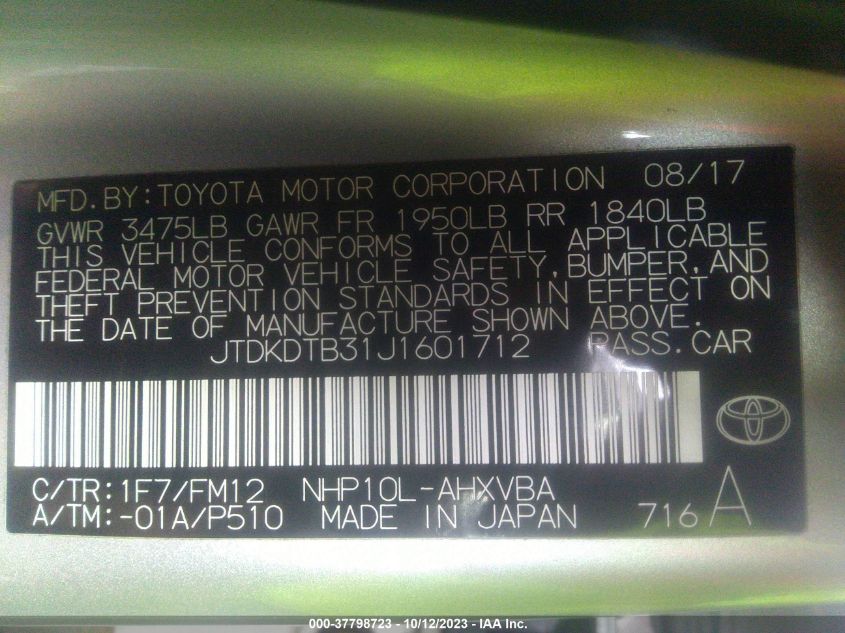 MFD. BY: TOYOTA MOTOR CORPORATION 08/17
GVWR 3475LB GAWR FR 1950LB RR 1840LB
THIS VEHICLE CONFORMS TO ALL APPLICABLE
FEDERAL MOTOR VEHICLE SAFETY, BUMPER, AND
THEFT PREVENTION STANDARDS IN EFFECT ON
THE DATE OF MANUFACTURE SHOWN ABOVE.
JTDKDTB31J1601712 PASS. CAR
C/TR: 1F7/FM12 NHP10L-AHXVBA
A/TM: -01A/P510 MADE IN JAPAN 716 A
000-37798723 - 10/12/2023 - IAA Inc.